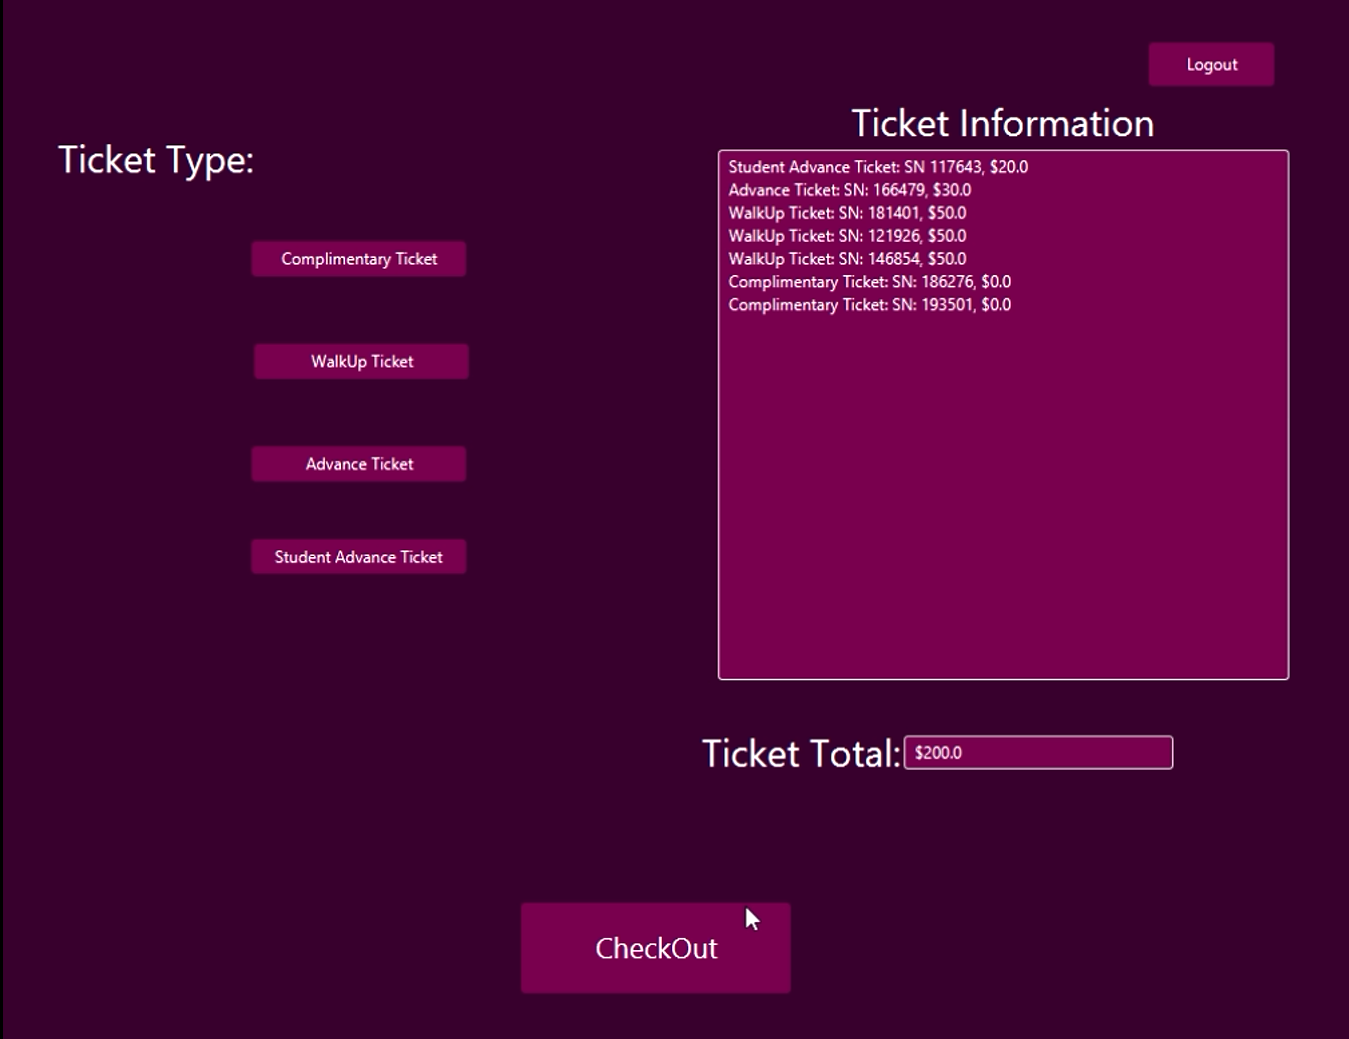 Logout
Ticket Type:
Complimentary Ticket
WalkUp Ticket
Advance Ticket
Student Advance Ticket
Ticket Information
Student Advance Ticket: SN 117643, $20.0
Advance Ticket: SN: 166479, $30.0
WalkUp Ticket: SN: 181401, $50.0
WalkUp Ticket: SN: 121926, $50.0
WalkUp Ticket: SN: 146854, $50.0
Complimentary Ticket: SN: 186276, $0.0
Complimentary Ticket: SN: 193501, $0.0
Ticket Total: $200.0
CheckOut